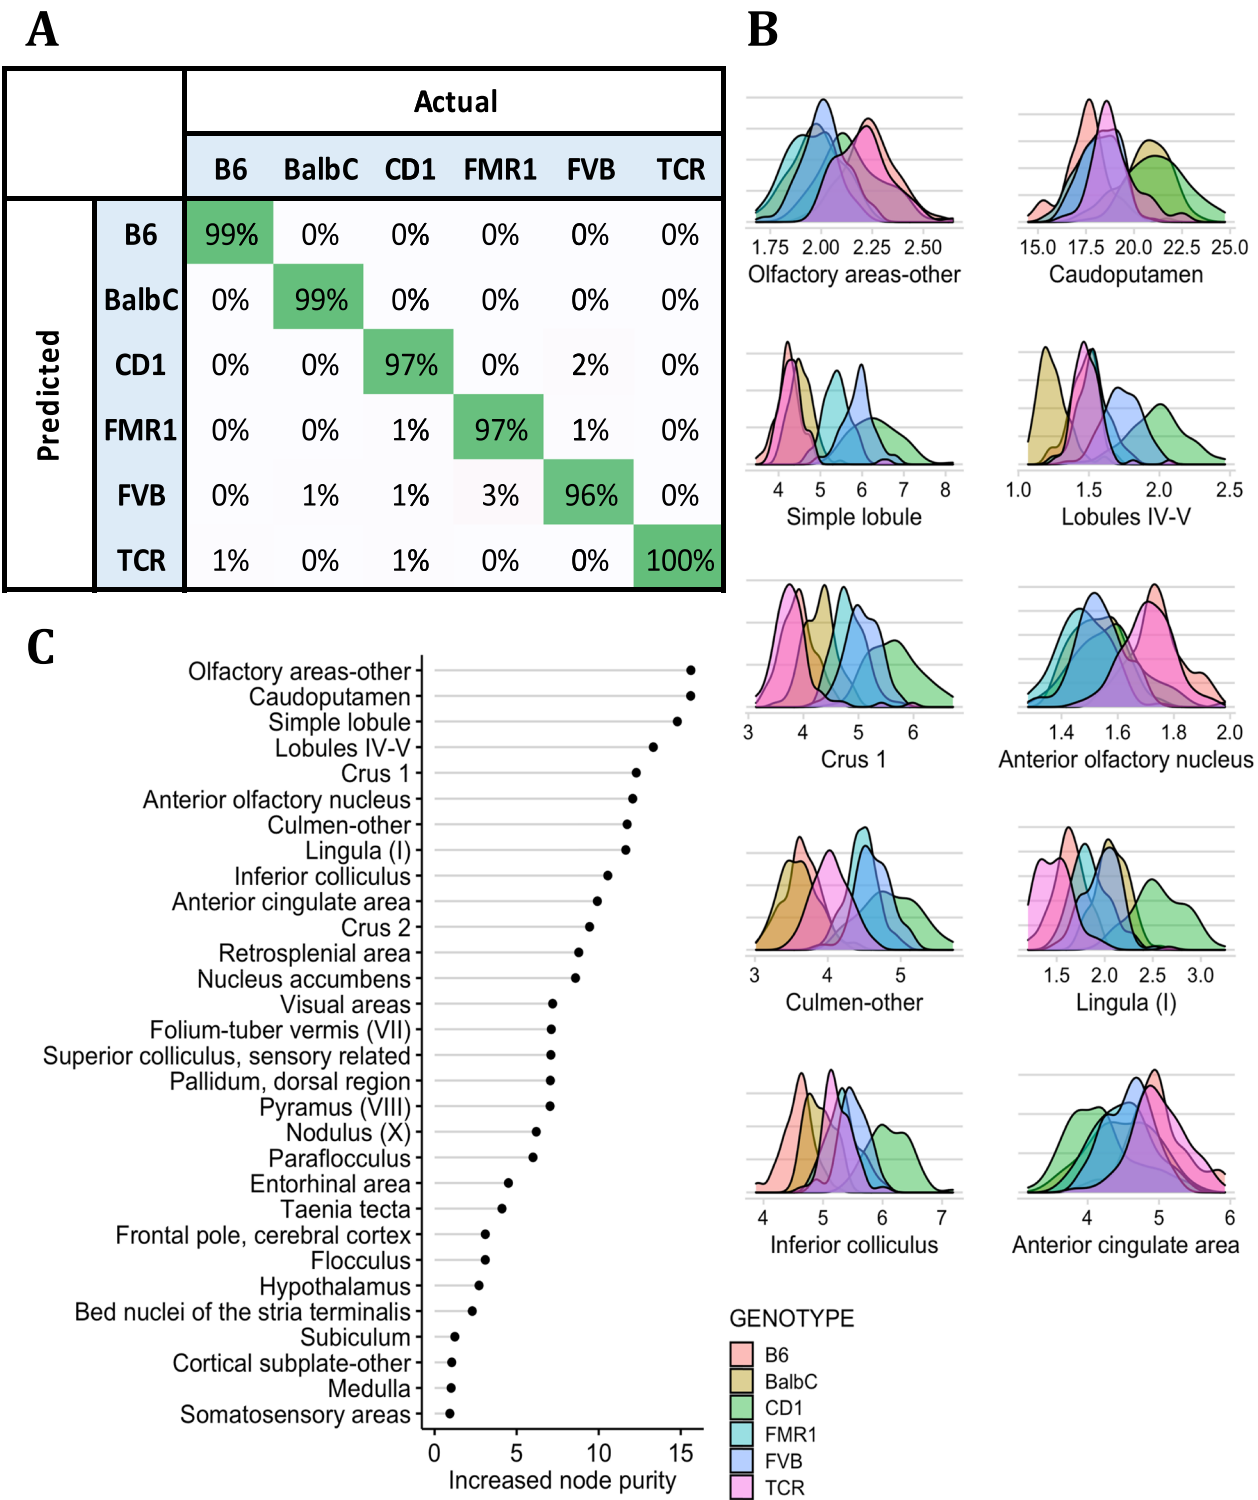 A
Actual
B6 BalbC CD1 FMR1 FVB TCR
Predicted
B6 99% 0% 0% 0% 0% 0%
BalbC 0% 99% 0% 0% 0% 0%
CD1 0% 0% 97% 0% 2% 0%
FMR1 0% 0% 1% 97% 1% 0%
FVB 0% 1% 1% 3% 96% 0%
TCR 1% 0% 1% 0% 0% 100%
B
1.75 2.00 2.25 2.50
Olfactory areas-other
15.0 17.5 20.0 22.5 25.0
Caudoputamen
4 5 6 7 8
Simple lobule
1.0 1.5 2.0 2.5
Lobules IV-V
3 4 5 6
Crus 1
1.4 1.6 1.8 2.0
Anterior olfactory nucleus
3 4 5
Culmen-other
1.5 2.0 2.5 3.0
Lingula (I)
4 5 6 7
Inferior colliculus
4 5 6
Anterior cingulate area
GENOTYPE
B6
BalbC
CD1
FMR1
FVB
TCR
C
Olfactory areas-other
Caudoputamen
Simple lobule
Lobules IV-V
Crus 1
Anterior olfactory nucleus
Culmen-other
Lingula (I)
Inferior colliculus
Anterior cingulate area
Crus 2
Retrosplenial area
Nucleus accumbens
Visual areas
Folium-tuber vermis (VII)
Superior colliculus, sensory related
Pallidum, dorsal region
Pyramus (VIII)
Nodulus (X)
Paraflocculus
Entorhinal area
Taenia tecta
Frontal pole, cerebral cortex
Flocculus
Hypothalamus
Bed nuclei of the stria terminalis
Subiculum
Cortical subplate-other
Medulla
Somatosensory areas
0 5 10 15
Increased node purity